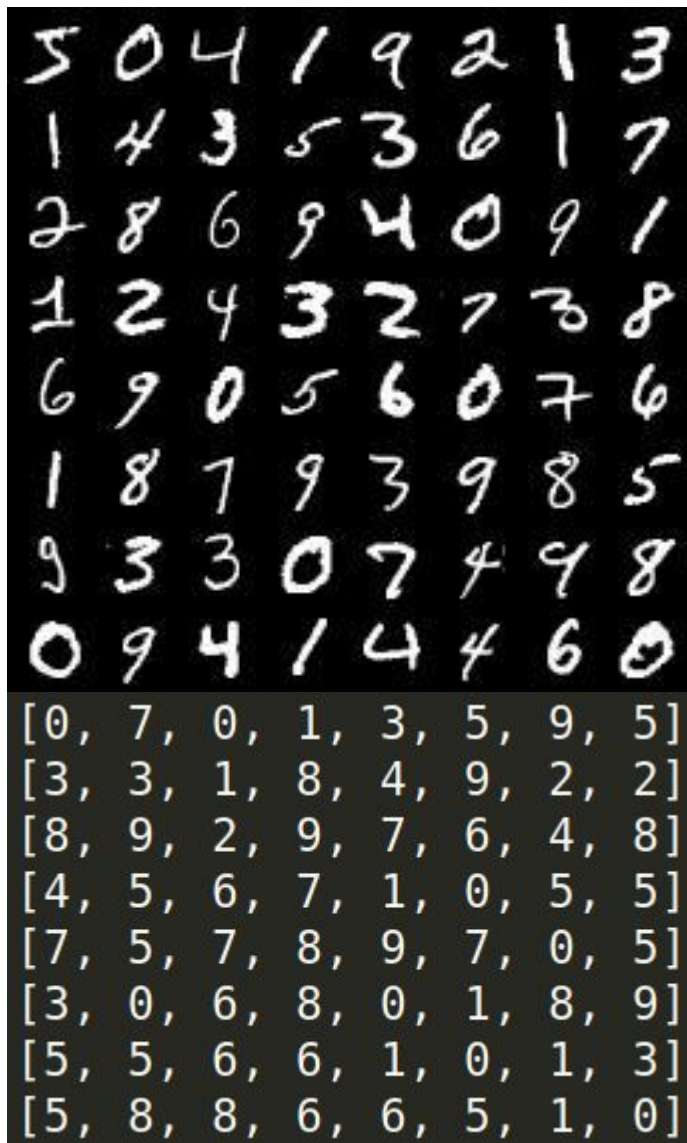 5 0 4 1 9 2 1 3
1 4 3 5 3 6 1 7
2 8 6 9 4 0 9 1
1 2 4 3 2 7 3 8
6 9 0 5 6 0 7 6
1 8 7 9 3 9 8 5
9 3 3 0 7 4 9 8
0 9 4 1 4 4 6 0
[0, 7, 0, 1, 3, 5, 9, 5]
[3, 3, 1, 8, 4, 9, 2, 2]
[8, 9, 2, 9, 7, 6, 4, 8]
[4, 5, 6, 7, 1, 0, 5, 5]
[7, 5, 7, 8, 9, 7, 0, 5]
[3, 0, 6, 8, 0, 1, 8, 9]
[5, 5, 6, 6, 1, 0, 1, 3]
[5, 8, 8, 6, 6, 5, 1, 0]